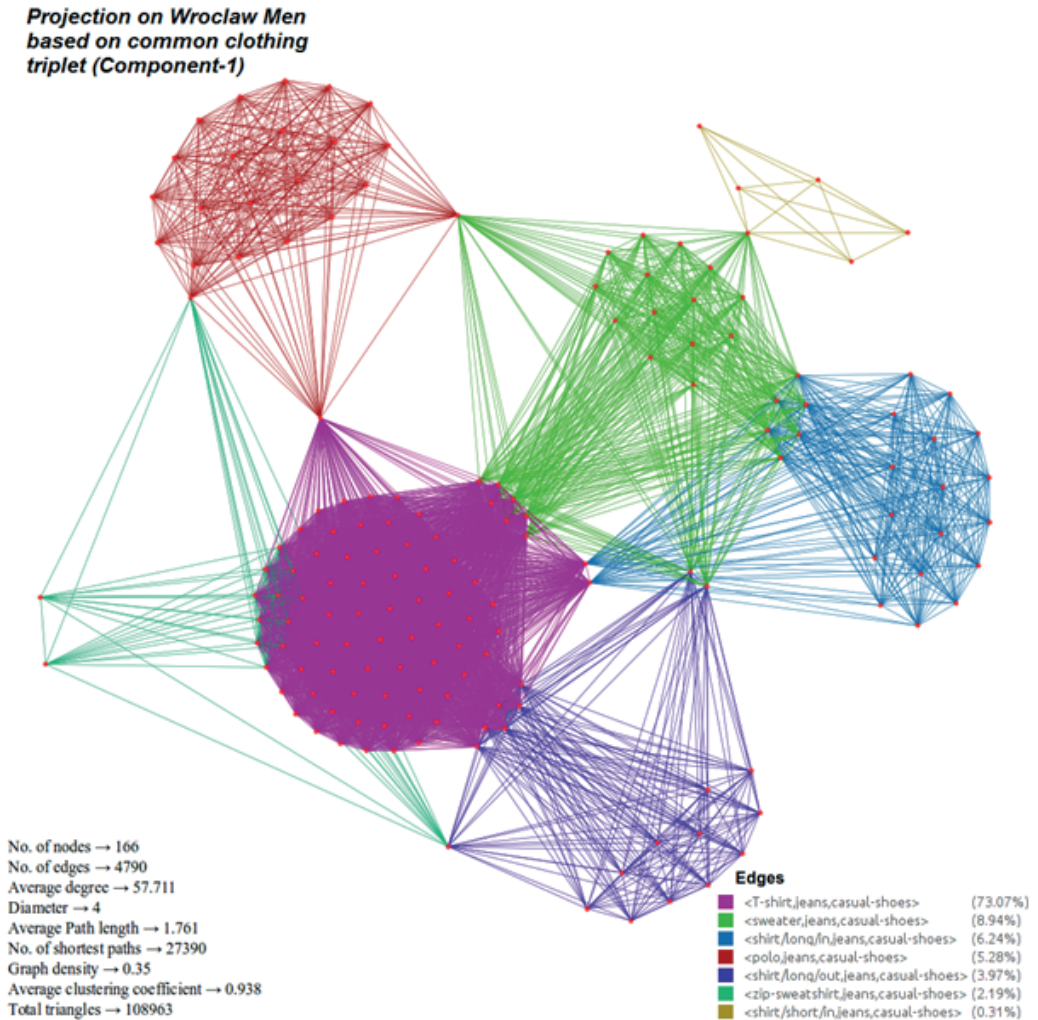 Projection on Wroclaw Men
based on common clothing
triplet (Component-1)
No. of nodes → 166
No. of edges → 4790
Average degree → 57.711
Diameter → 4
Average Path length → 1.761
No. of shortest paths → 27390
Graph density → 0.35
Average clustering coefficient → 0.938
Total triangles → 108963
Edges
<T-shirt,jeans,casual-shoes> (73.07%)
<sweater,jeans,casual-shoes> (8.94%)
<shirt/long/in,jeans,casual-shoes> (6.24%)
<polo,jeans,casual-shoes> (5.28%)
<shirt/long/out,jeans,casual-shoes> (3.97%)
<zip-sweatshirt,jeans,casual-shoes> (2.19%)
<shirt/short/in,jeans,casual-shoes> (0.31%)